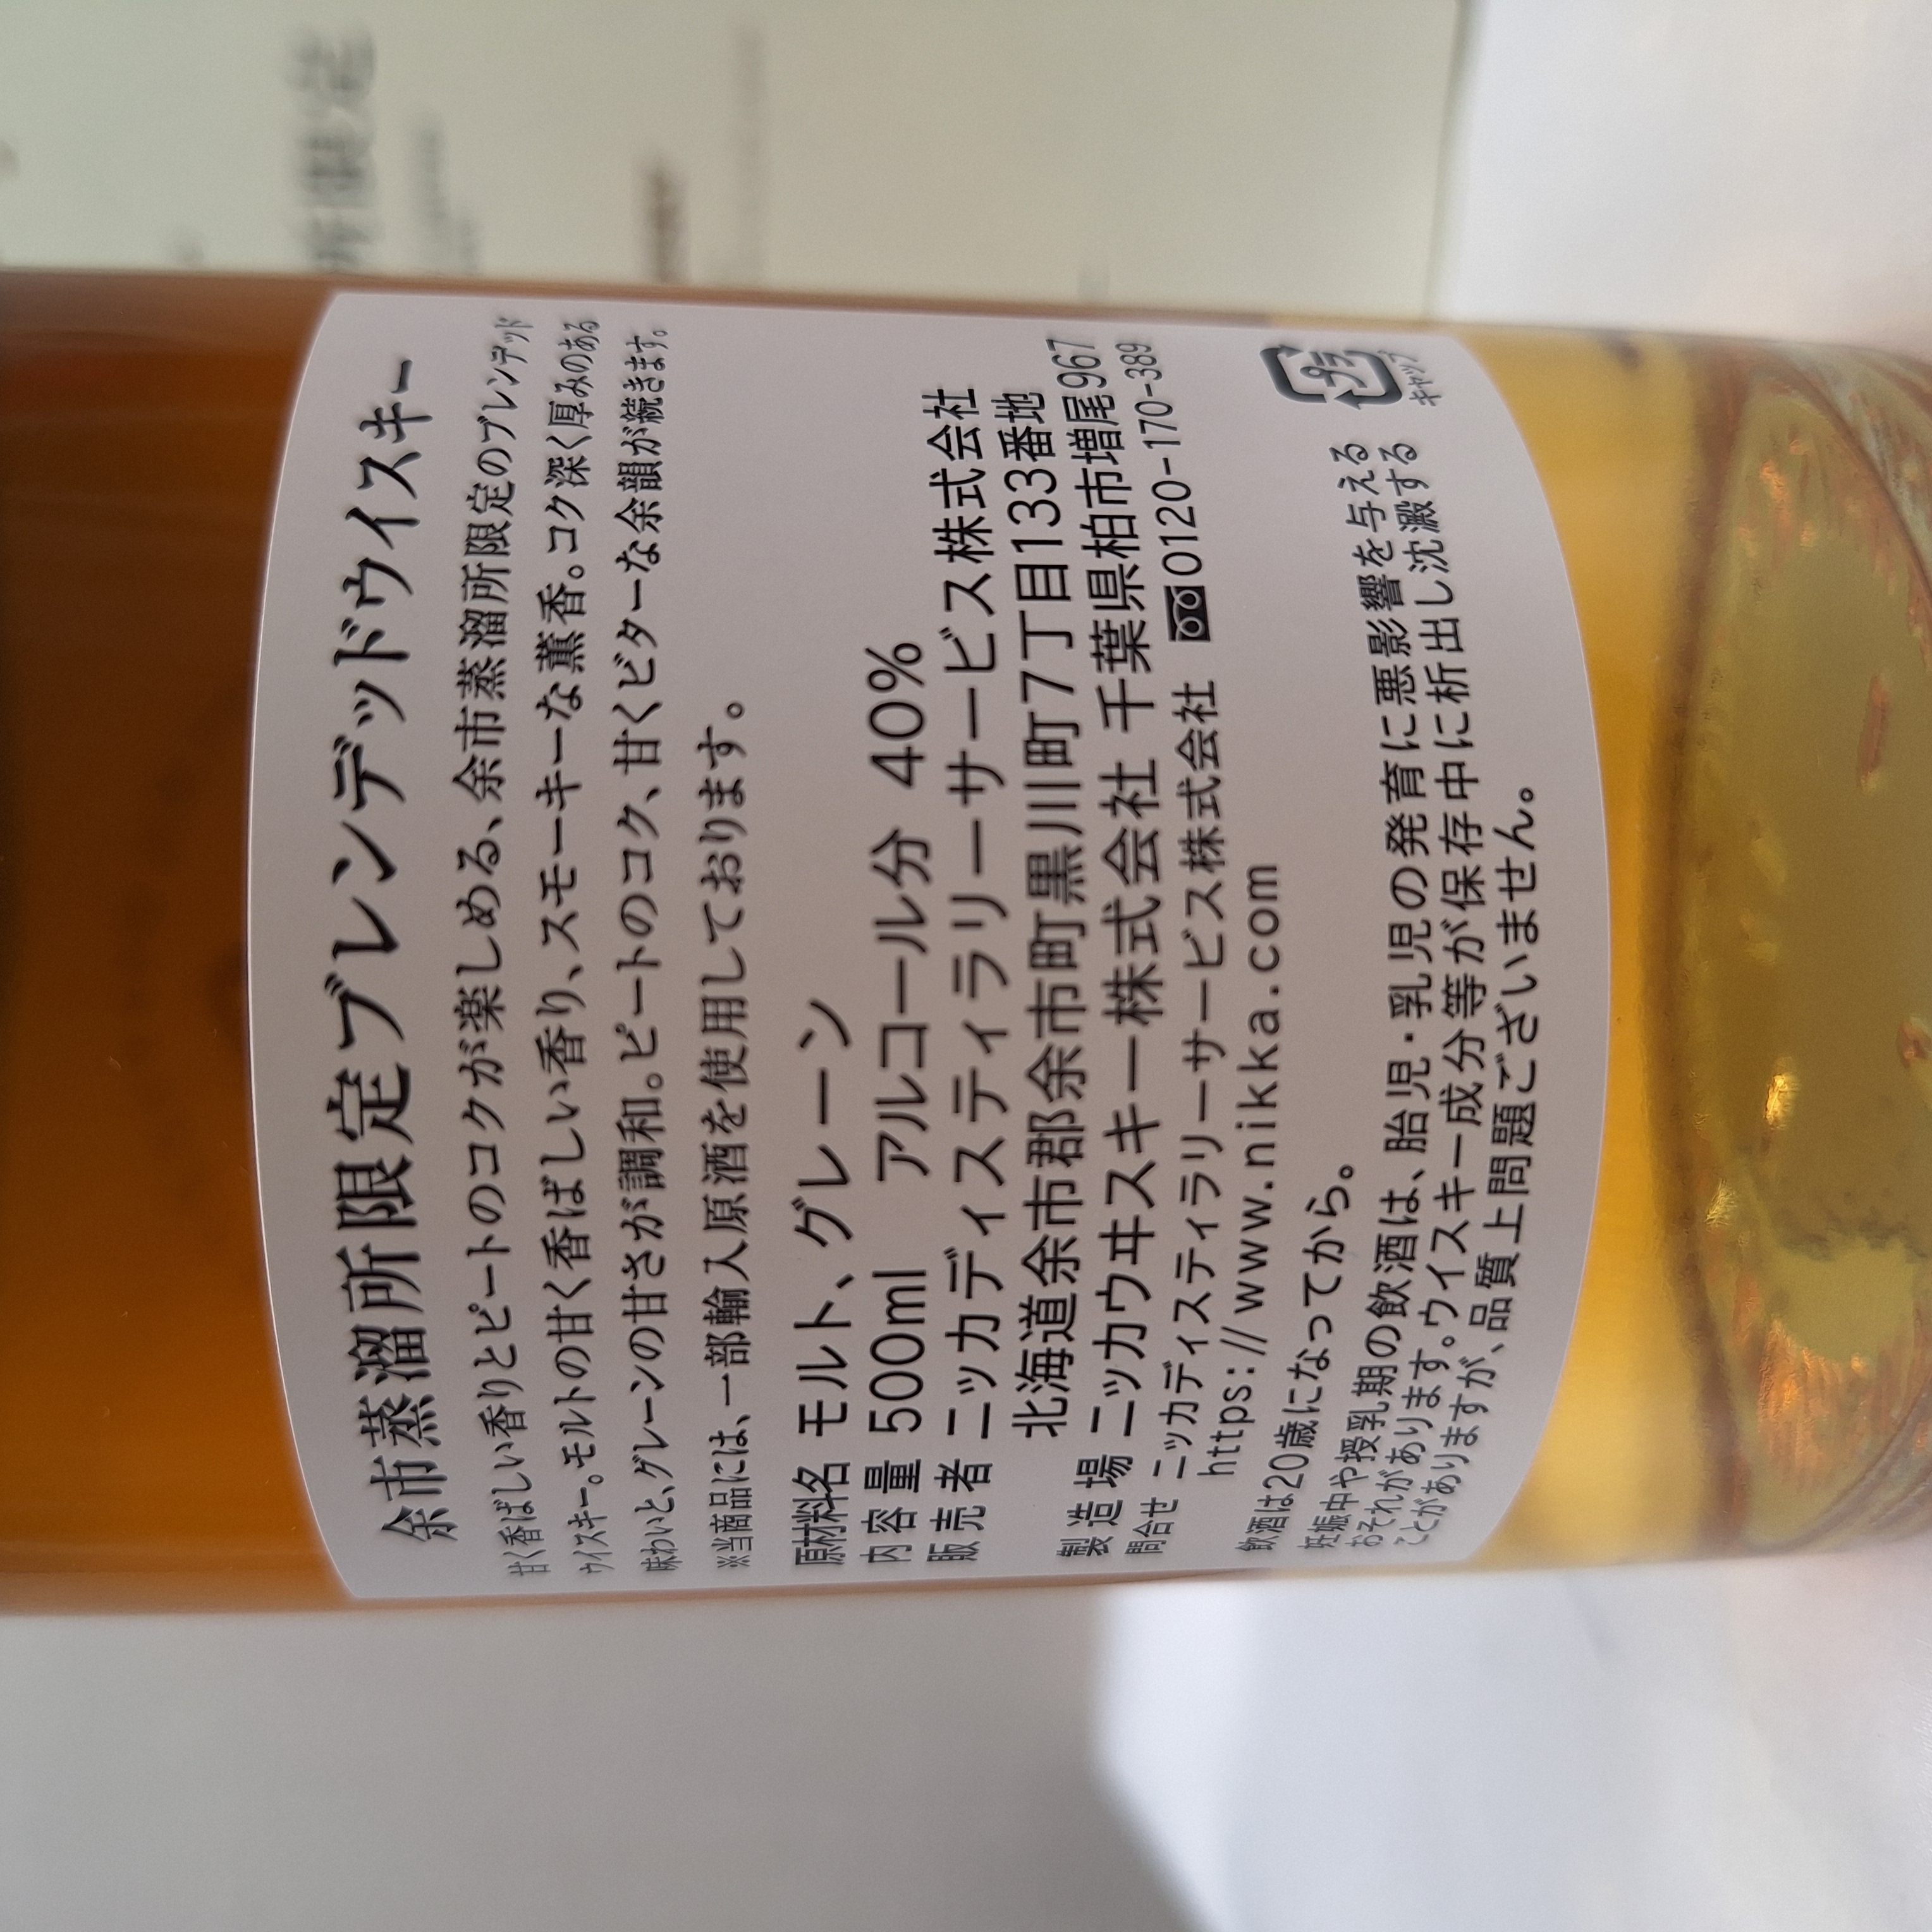 余市蒸溜所限定ブレンデッドウイスキー
甘く香ばしい香りとピートのコクが楽しめる、余市蒸溜所限定のブレンデッド
ウイスキー。モルトの甘く香ばしい香り、スモーキーな薫香。コク深く厚みのある
味わいと、グレーンの甘さが調和。ピートのコク、甘くビターな余韻が続きます。
※当商品には、一部輸入原酒を使用しております。
原材料名 モルト、グレーン
内容量 500ml アルコール分 40%
販売者 ニッカディスティラリーサービス株式会社
北海道余市郡余市町黒川町7丁目133番地
製造場 ニッカウヰスキー株式会社 千葉県柏市増尾967
問合せ ニッカディスティラリーサービス株式会社 0120-170-389
https://www.nikka.com
飲酒は20歳になってから。
妊娠中や授乳期の飲酒は、胎児・乳児の発育に悪影響を与える
おそれがあります。ウイスキー成分等が保存中に析出し沈澱する
ことがありますが、品質上問題ございません。
プラ
キャップ
所限定